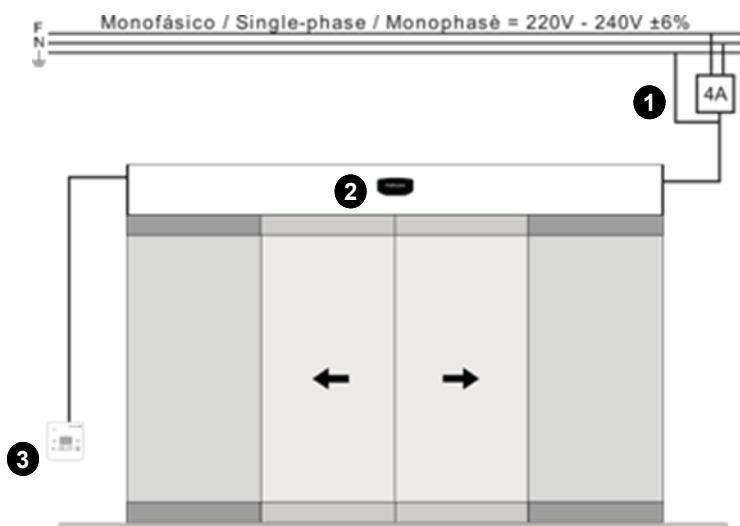 Monofásico / Single-phase / Monophasè = 220V - 240V ±6%
F
N
1
4A
2
3